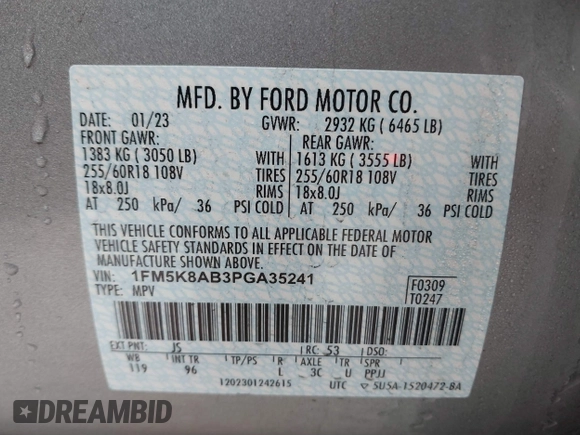 MFD. BY FORD MOTOR CO.
DATE: 01/23 GVWR: 2932 KG ( 6465 LB)
FRONT GAWR: REAR GAWR:
1383 KG ( 3050 LB) WITH 1613 KG ( 3555 LB) WITH
255/60R18 108V TIRES 255/60R18 108V TIRES
18x8.0J RIMS 18x8.0J RIMS
AT 250 kPa/ 36 PSI COLD AT 250 kPa/ 36 PSI COLD
THIS VEHICLE CONFORMS TO ALL APPLICABLE FEDERAL MOTOR
VEHICLE SAFETY STANDARDS IN EFFECT ON THE DATE OF
MANUFACTURE SHOWN ABOVE.
VIN: 1FM5K8AB3PGA35241
TYPE: MPV
F0309
T0247
EXT PNT: JS RC: 53 DSO:
WB INT TR TP/PS R AXLE TR SPR
119 96 L 3C U PPJJ
1202301242615 UTC 5U5A-1520472-BA
DREAMBID